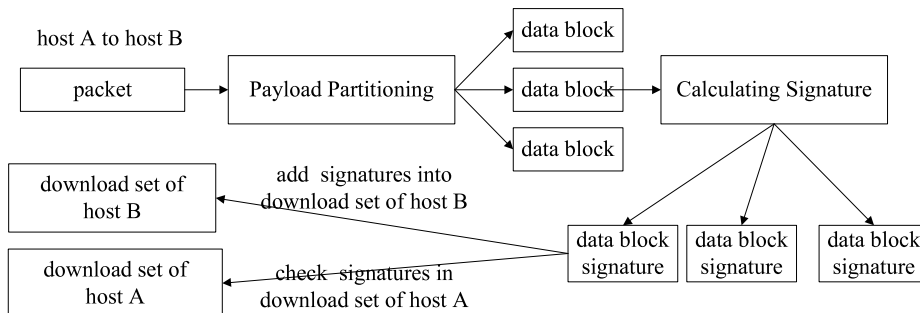 host A to host B
packet
Payload Partitioning
data block
data block
data block
Calculating Signature
download set of
host B
add signatures into
download set of host B
data block
signature
data block
signature
data block
signature
download set of
host A
check signatures in
download set of host A